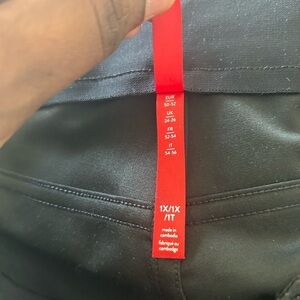 EUR
50-52
UK
24-26
FR
52-54
IT
54-56
1X/1X
/1T
made in
cambodia
fabriqué au
cambodge